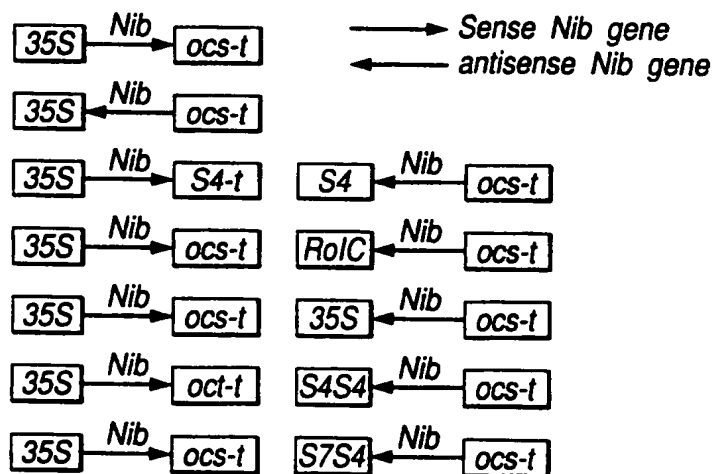 35S Nib ocs-t
Sense Nib gene
antisense Nib gene
35S Nib ocs-t
35S Nib S4-t S4 Nib ocs-t
35S Nib ocs-t RolC Nib ocs-t
35S Nib ocs-t 35S Nib ocs-t
35S Nib oct-t S4S4 Nib ocs-t
35S Nib ocs-t S7S4 Nib ocs-t